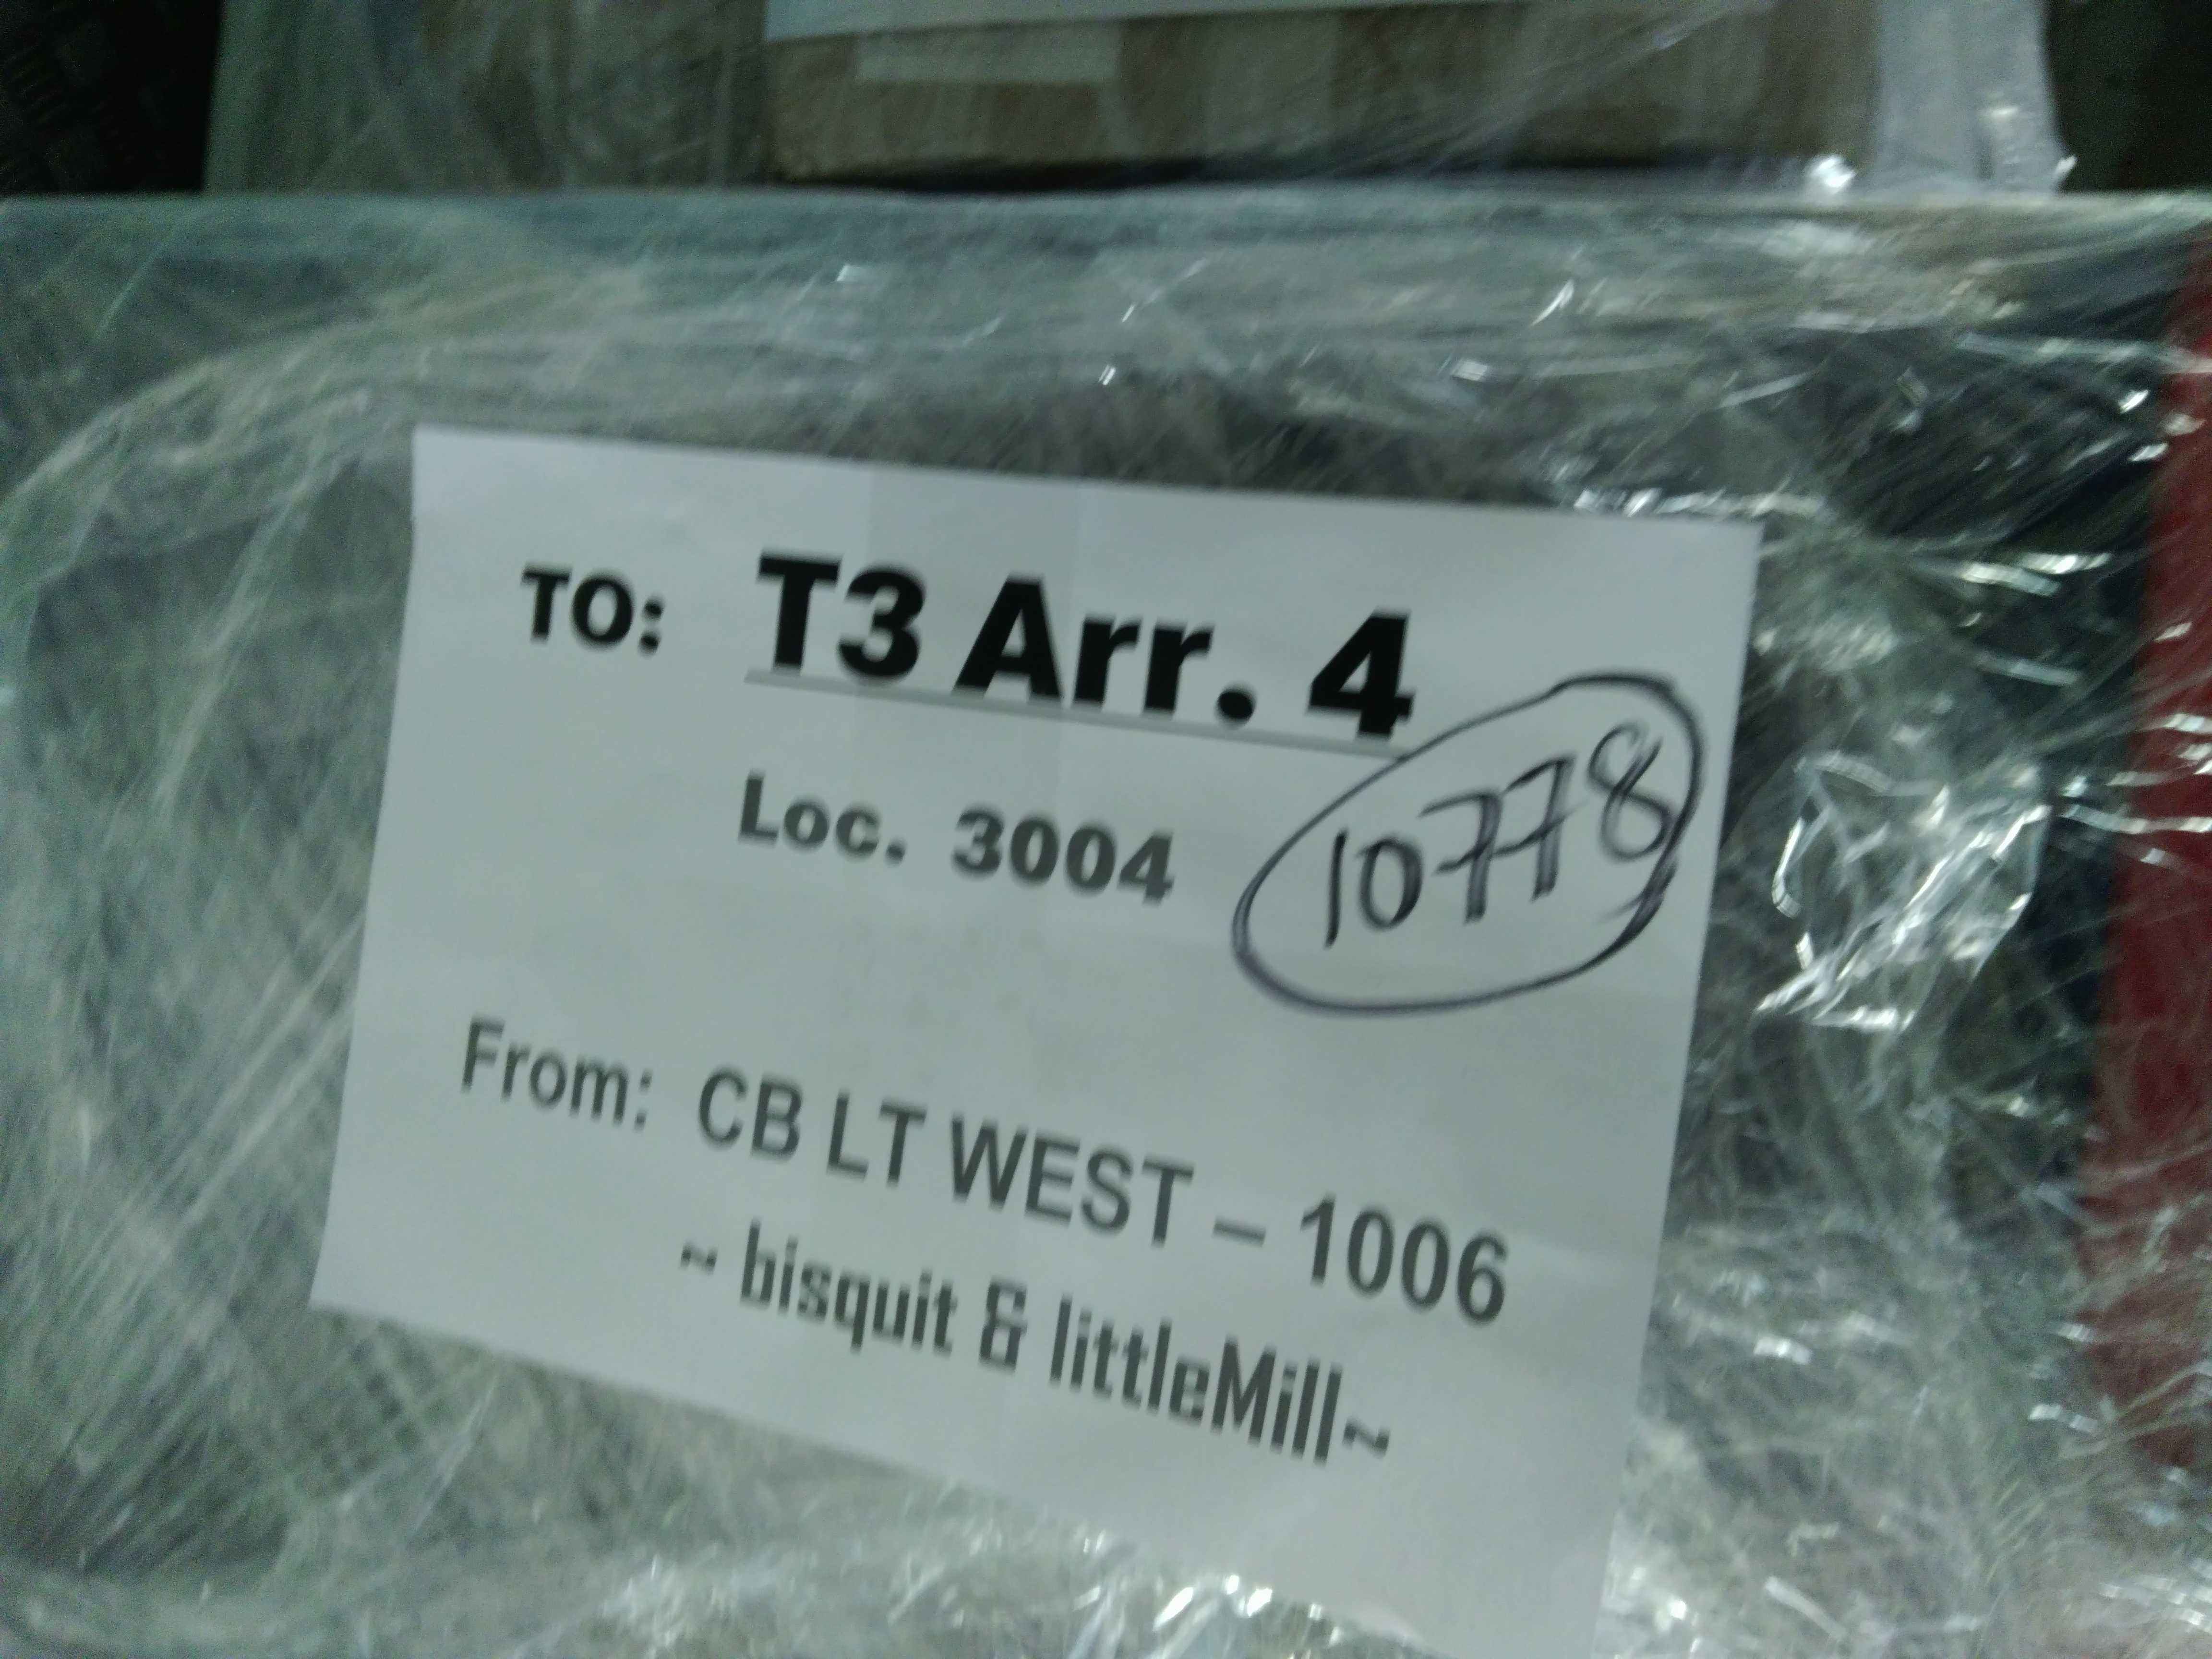 TO: T3 Arr. 4
Loc. 3004
10778
From: CB LT WEST – 1006
~ bisquit & littleMill~